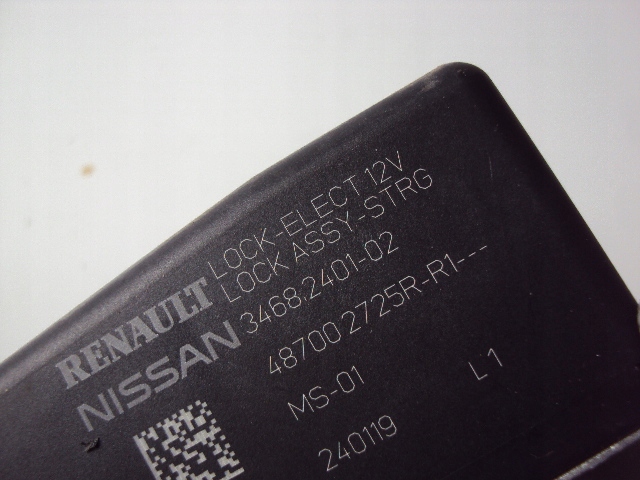 RENAULT LOCK-ELECT 12V
NISSAN LOCK ASSY-STRG
3468.2401-02
48700 2725R-R1---
MS-01 L1
240119